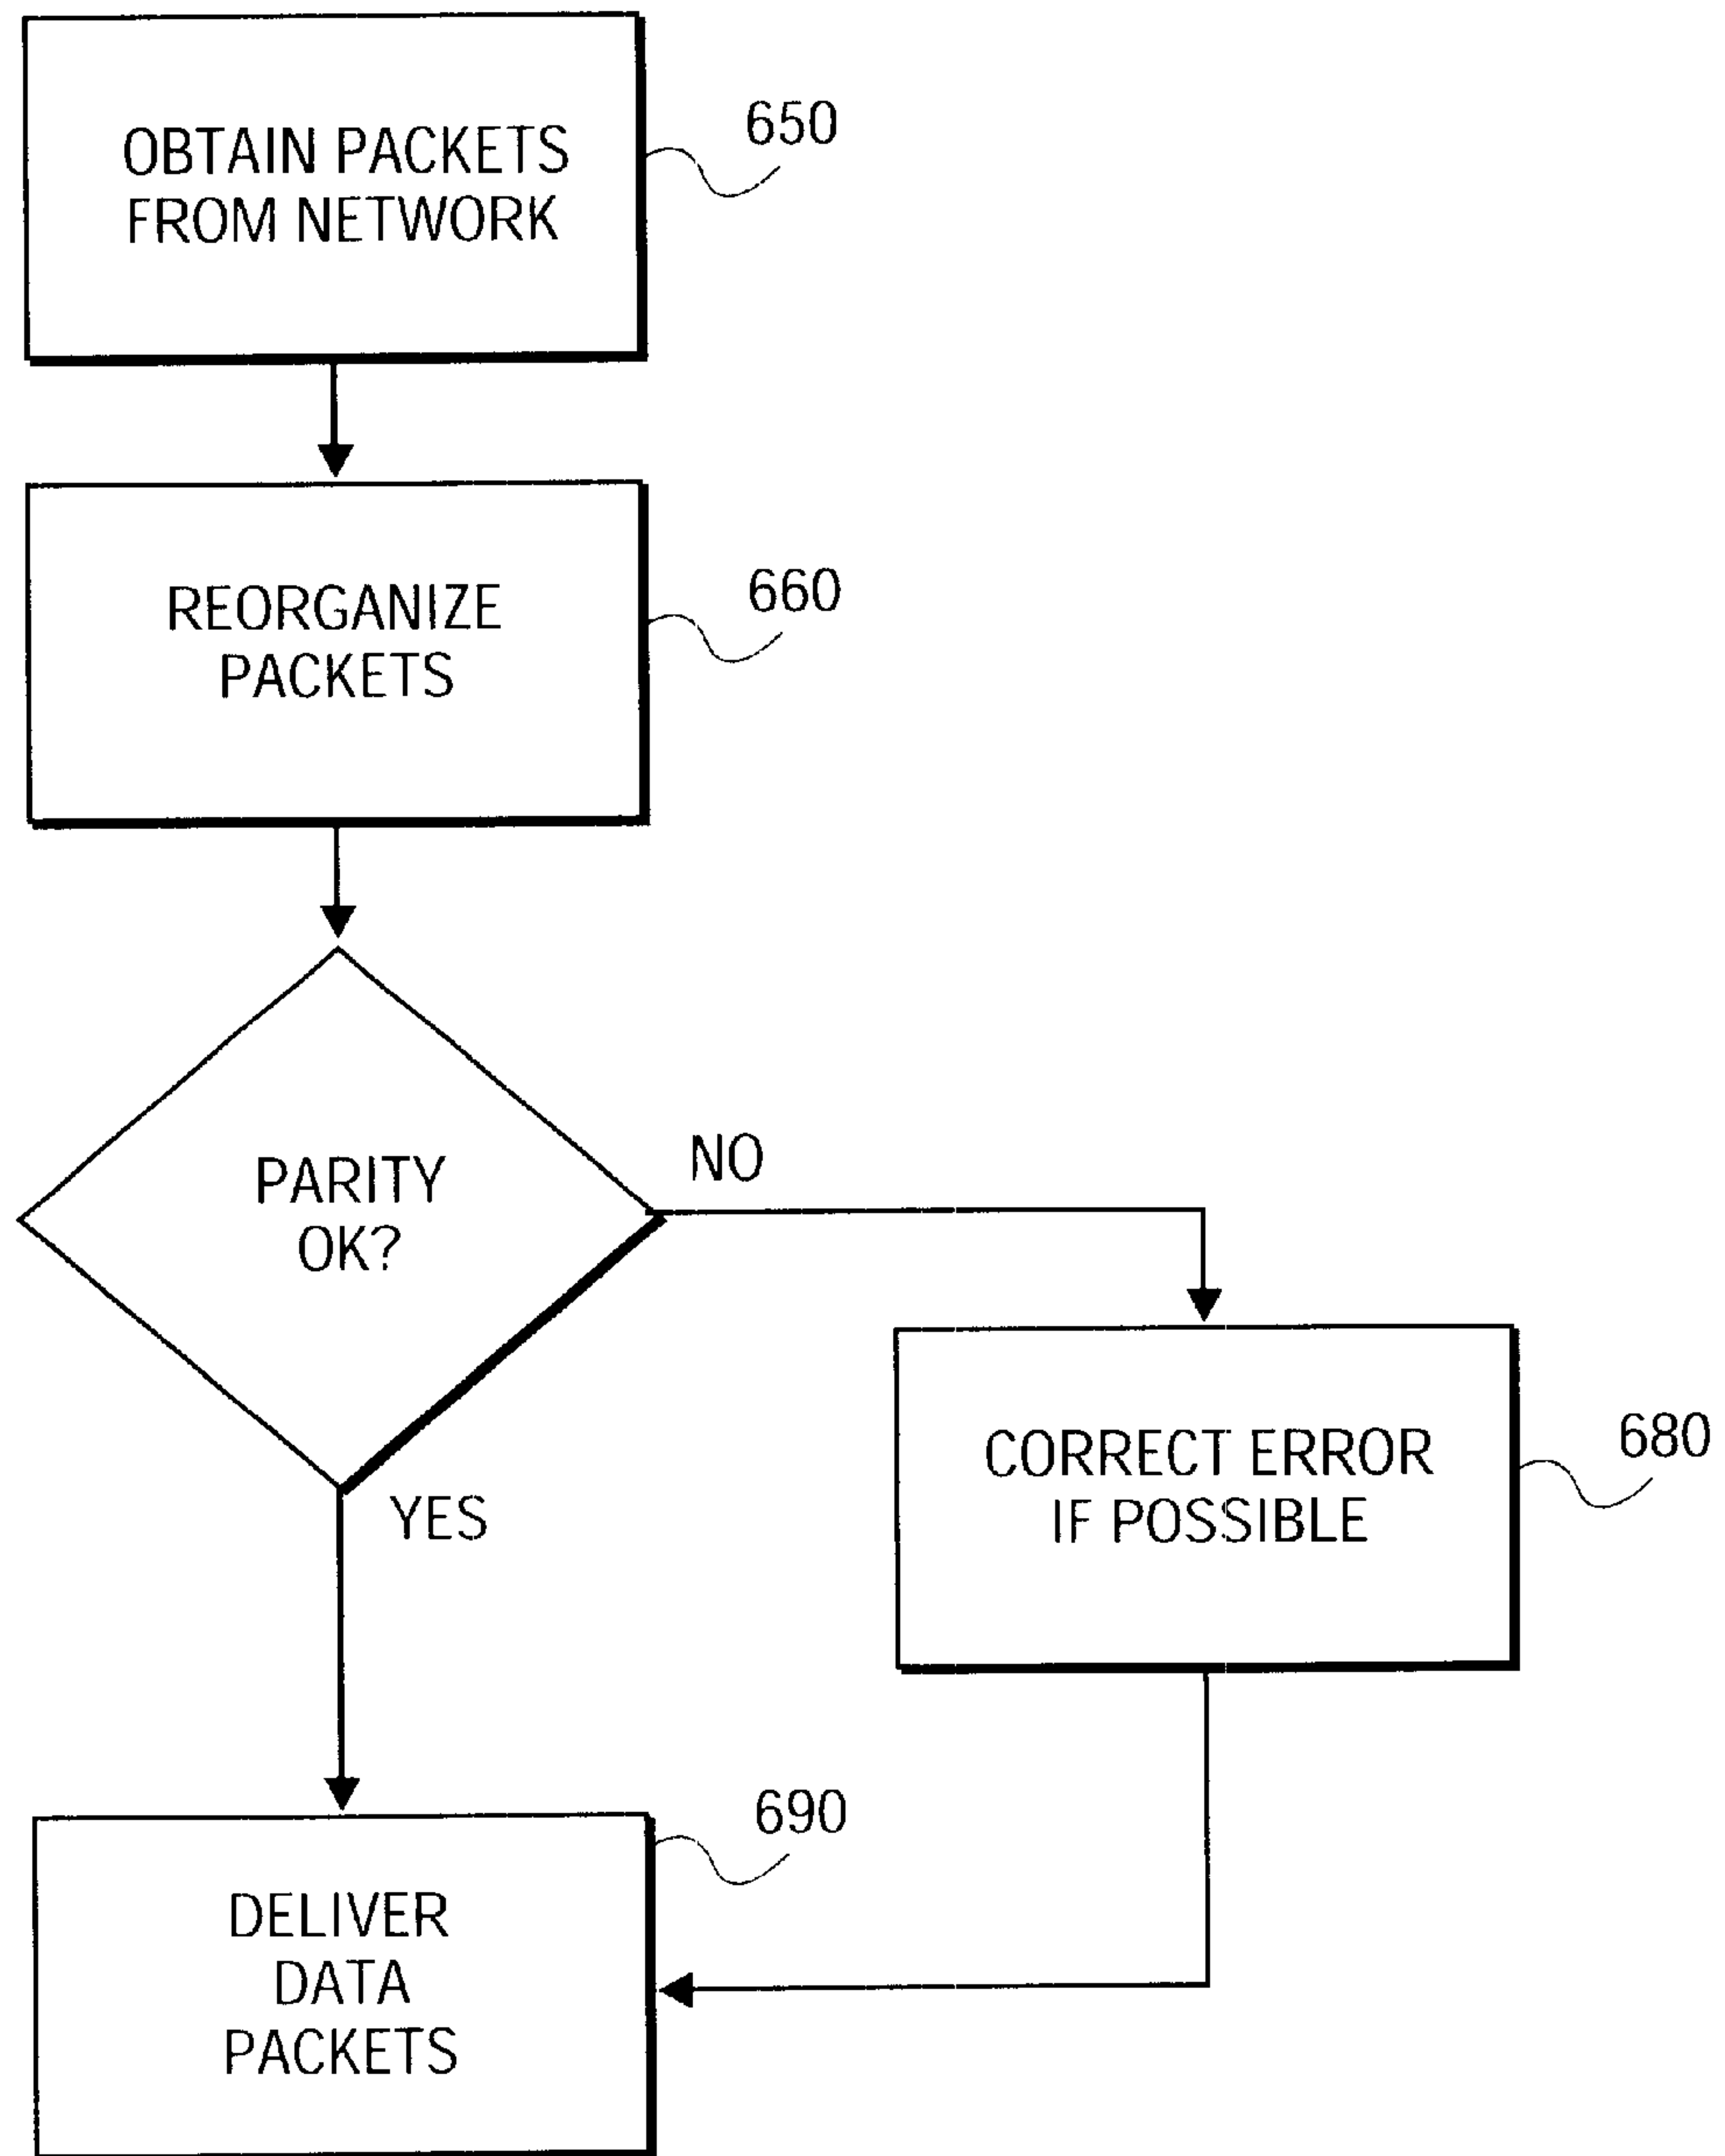 OBTAIN PACKETS
FROM NETWORK
650
REORGANIZE
PACKETS
660
PARITY
OK?
NO
YES
CORRECT ERROR
IF POSSIBLE
680
690
DELIVER
DATA
PACKETS